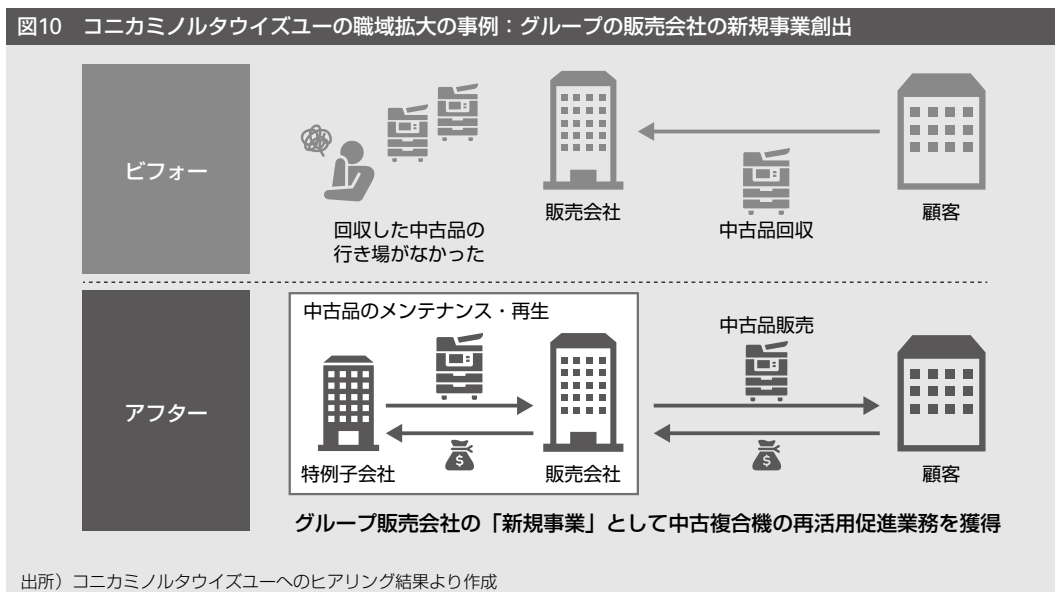 図10　コニカミノルタウイズユーの職域拡大の事例：グループの販売会社の新規事業創出
ビフォー
回収した中古品の
行き場がなかった
販売会社
中古品回収
顧客
アフター
中古品のメンテナンス・再生
特例子会社
$
販売会社
中古品販売
$
顧客
グループ販売会社の「新規事業」として中古複合機の再活用促進業務を獲得
出所）コニカミノルタウイズユーへのヒアリング結果より作成